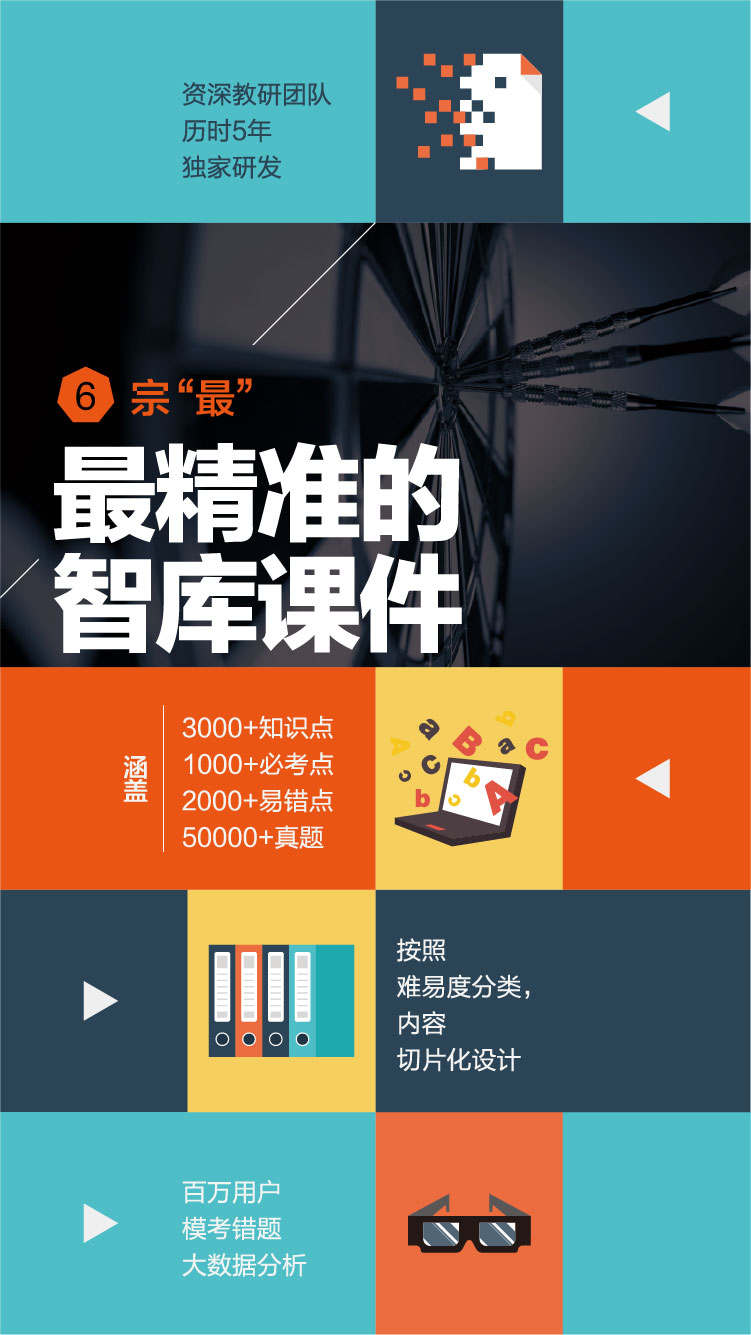 资深教研团队
历时5年
独家研发
6 宗“最”
最精准的
智库课件
涵盖
3000+知识点
1000+必考点
2000+易错点
50000+真题
A a b B a c c c b b c A
按照
难易度分类，
内容
切片化设计
百万用户
模考错题
大数据分析